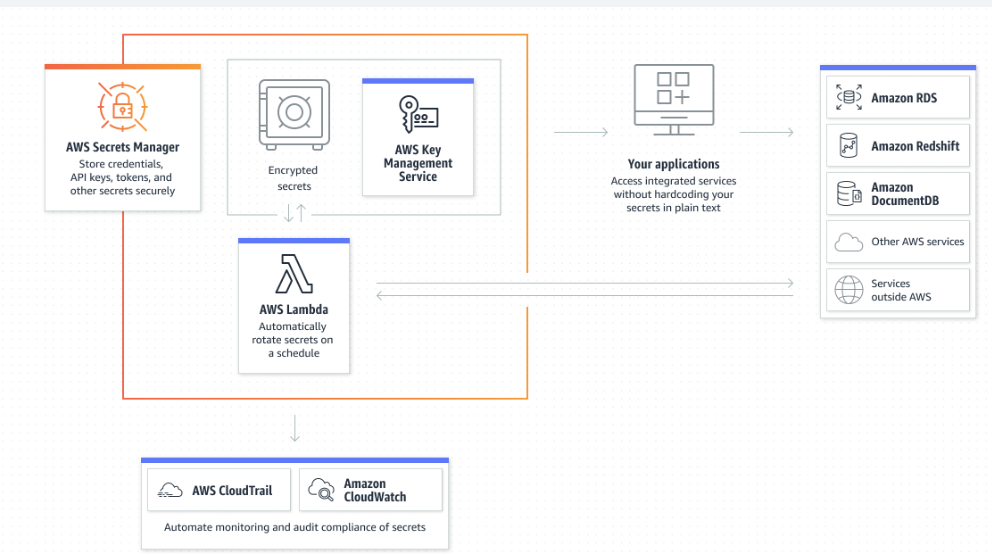 AWS Secrets Manager
Store credentials,
API keys, tokens, and
other secrets securely
Encrypted
secrets
AWS Key
Management
Service
AWS Lambda
Automatically
rotate secrets on
a schedule
Your applications
Access integrated services
without hardcoding your
secrets in plain text
Amazon RDS
Amazon Redshift
Amazon
DocumentDB
Other AWS services
Services
outside AWS
AWS CloudTrail
Amazon
CloudWatch
Automate monitoring and audit compliance of secrets